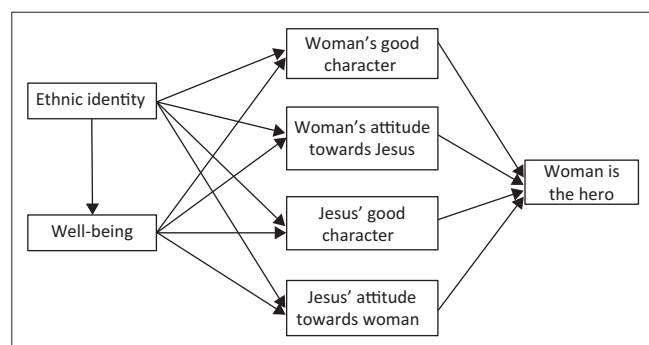 Woman’s good
character
Ethnic identity
Woman’s attitude
towards Jesus
Woman is
the hero
Jesus’ good
character
Well-being
Jesus’ attitude
towards woman